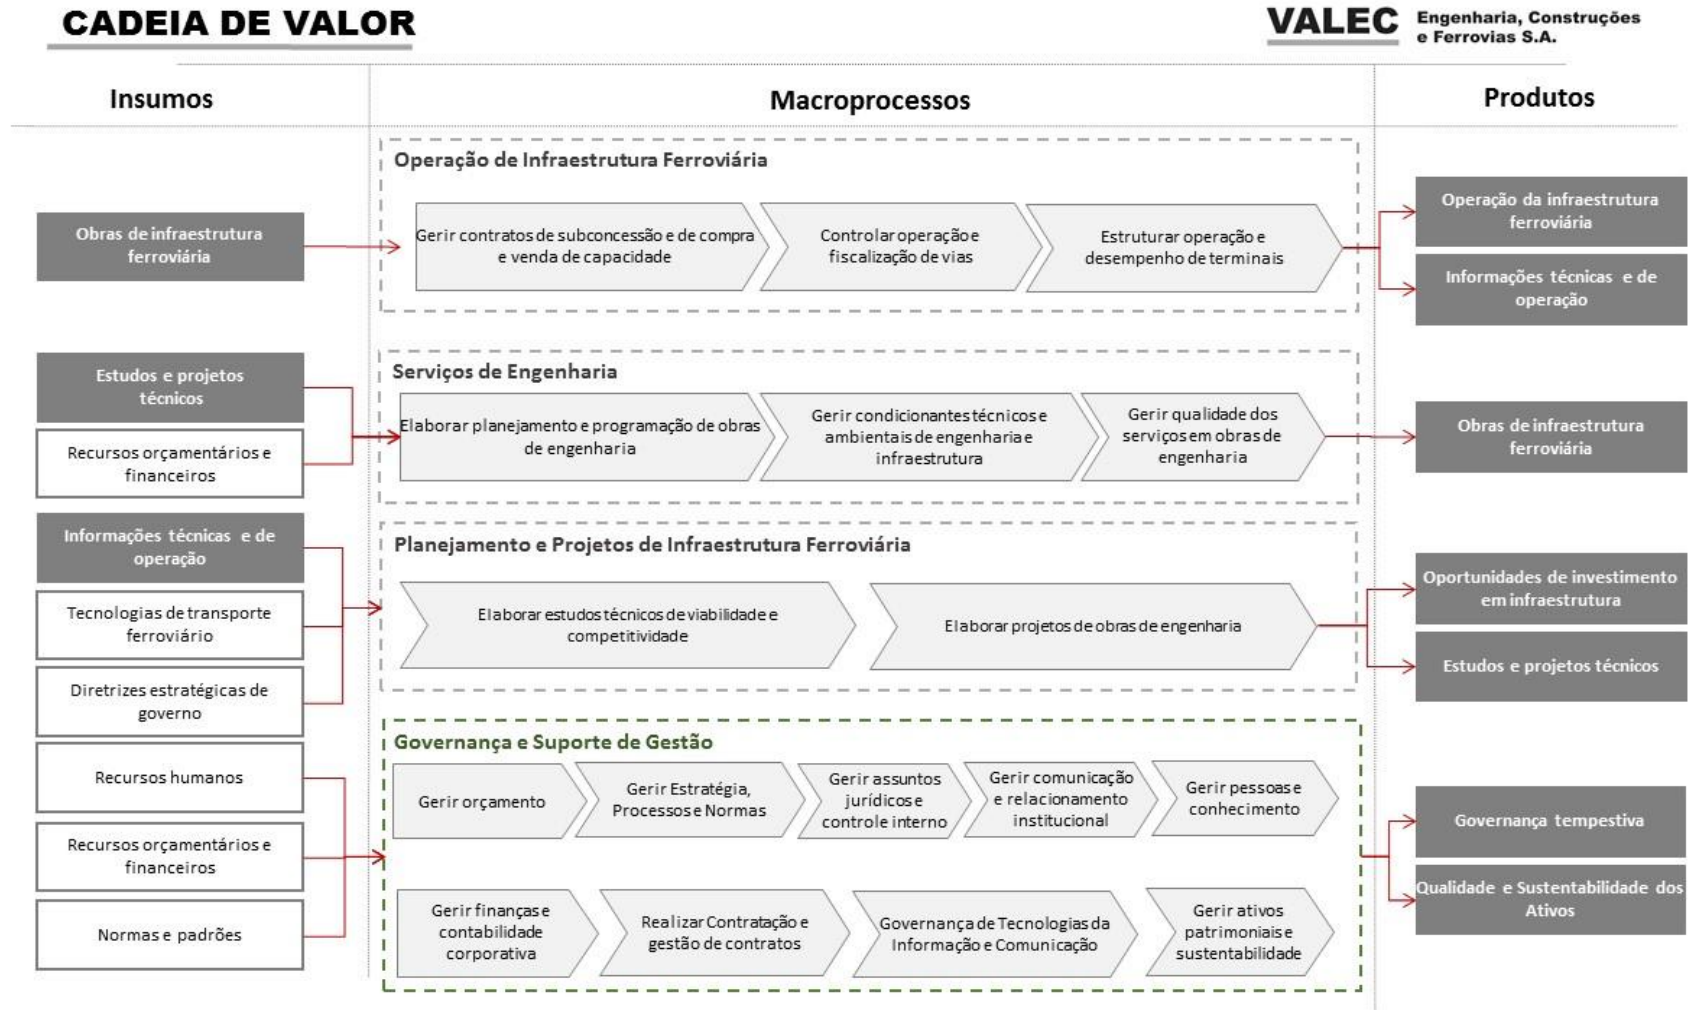 CADEIA DE VALOR
VALEC
Engenharia, Construções
e Ferrovias S.A.
Insumos
Macroprocessos
Produtos
Operação de Infraestrutura Ferroviária
Obras de infraestrutura
ferroviária
Gerir contratos de subconcessão e de compra
e venda de capacidade
Controlar operação e
fiscalização de vias
Estruturar operação e
desempenho de terminais
Operação da infraestrutura
ferroviária
Informações técnicas e de
operação
Serviços de Engenharia
Estudos e projetos
técnicos
Recursos orçamentários e
financeiros
Elaborar planejamento e programação de obras
de engenharia
Gerir condicionantes técnicos e
ambientais de engenharia e
infraestrutura
Gerir qualidade dos
serviços em obras de
engenharia
Obras de infraestrutura
ferroviária
Planejamento e Projetos de Infraestrutura Ferroviária
Informações técnicas e de
operação
Tecnologias de transporte
ferroviário
Diretrizes estratégicas de
governo
Elaborar estudos técnicos de viabilidade e
competitividade
Elaborar projetos de obras de engenharia
Oportunidades de investimento
em infraestrutura
Estudos e projetos técnicos
Governança e Suporte de Gestão
Recursos humanos
Recursos orçamentários e
financeiros
Normas e padrões
Gerir orçamento
Gerir Estratégia,
Processos e Normas
Gerir assuntos
jurídicos e
controle interno
Gerir comunicação
e relacionamento
institucional
Gerir pessoas e
conhecimento
Gerir finanças e
contabilidade
corporativa
Realizar Contratação e
gestão de contratos
Governança de Tecnologias da
Informação e Comunicação
Gerir ativos
patrimoniais e
sustentabilidade
Governança tempestiva
Qualidade e Sustentabilidade dos
Ativos